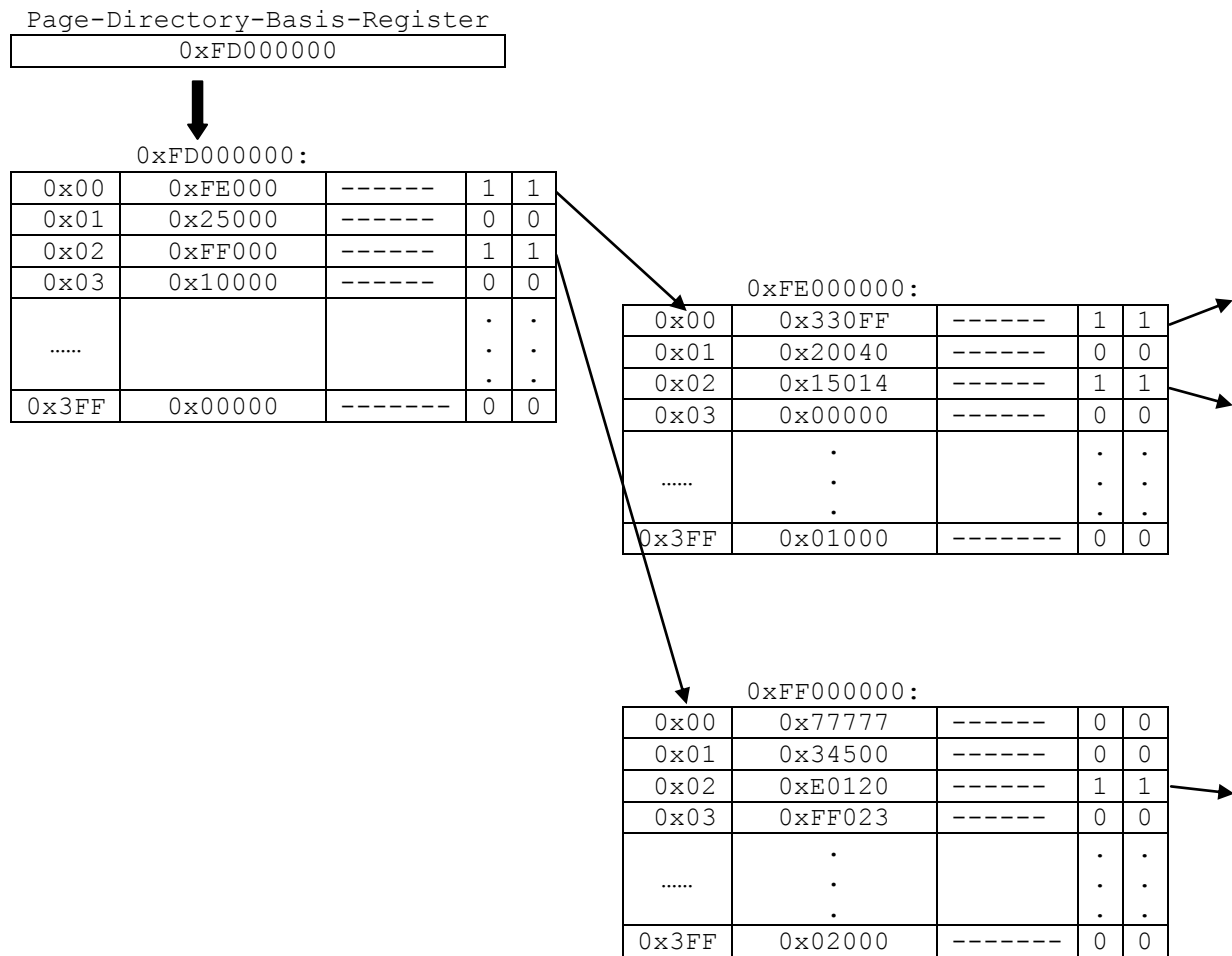 Page-Directory-Basis-Register
0xFD000000
0xFD000000:
0x00 0xFE000 ------ 1 1
0x01 0x25000 ------ 0 0
0x02 0xFF000 ------ 1 1
0x03 0x10000 ------ 0 0
...... . .
. .
. .
0x3FF 0x00000 ------- 0 0
0xFE000000:
0x00 0x330FF ------ 1 1
0x01 0x20040 ------ 0 0
0x02 0x15014 ------ 1 1
0x03 0x00000 ------ 0 0
. . .
...... . . .
. . .
0x3FF 0x01000 ------- 0 0
0xFF000000:
0x00 0x77777 ------ 0 0
0x01 0x34500 ------ 0 0
0x02 0xE0120 ------ 1 1
0x03 0xFF023 ------ 0 0
. . .
...... . . .
. . .
0x3FF 0x02000 ------- 0 0